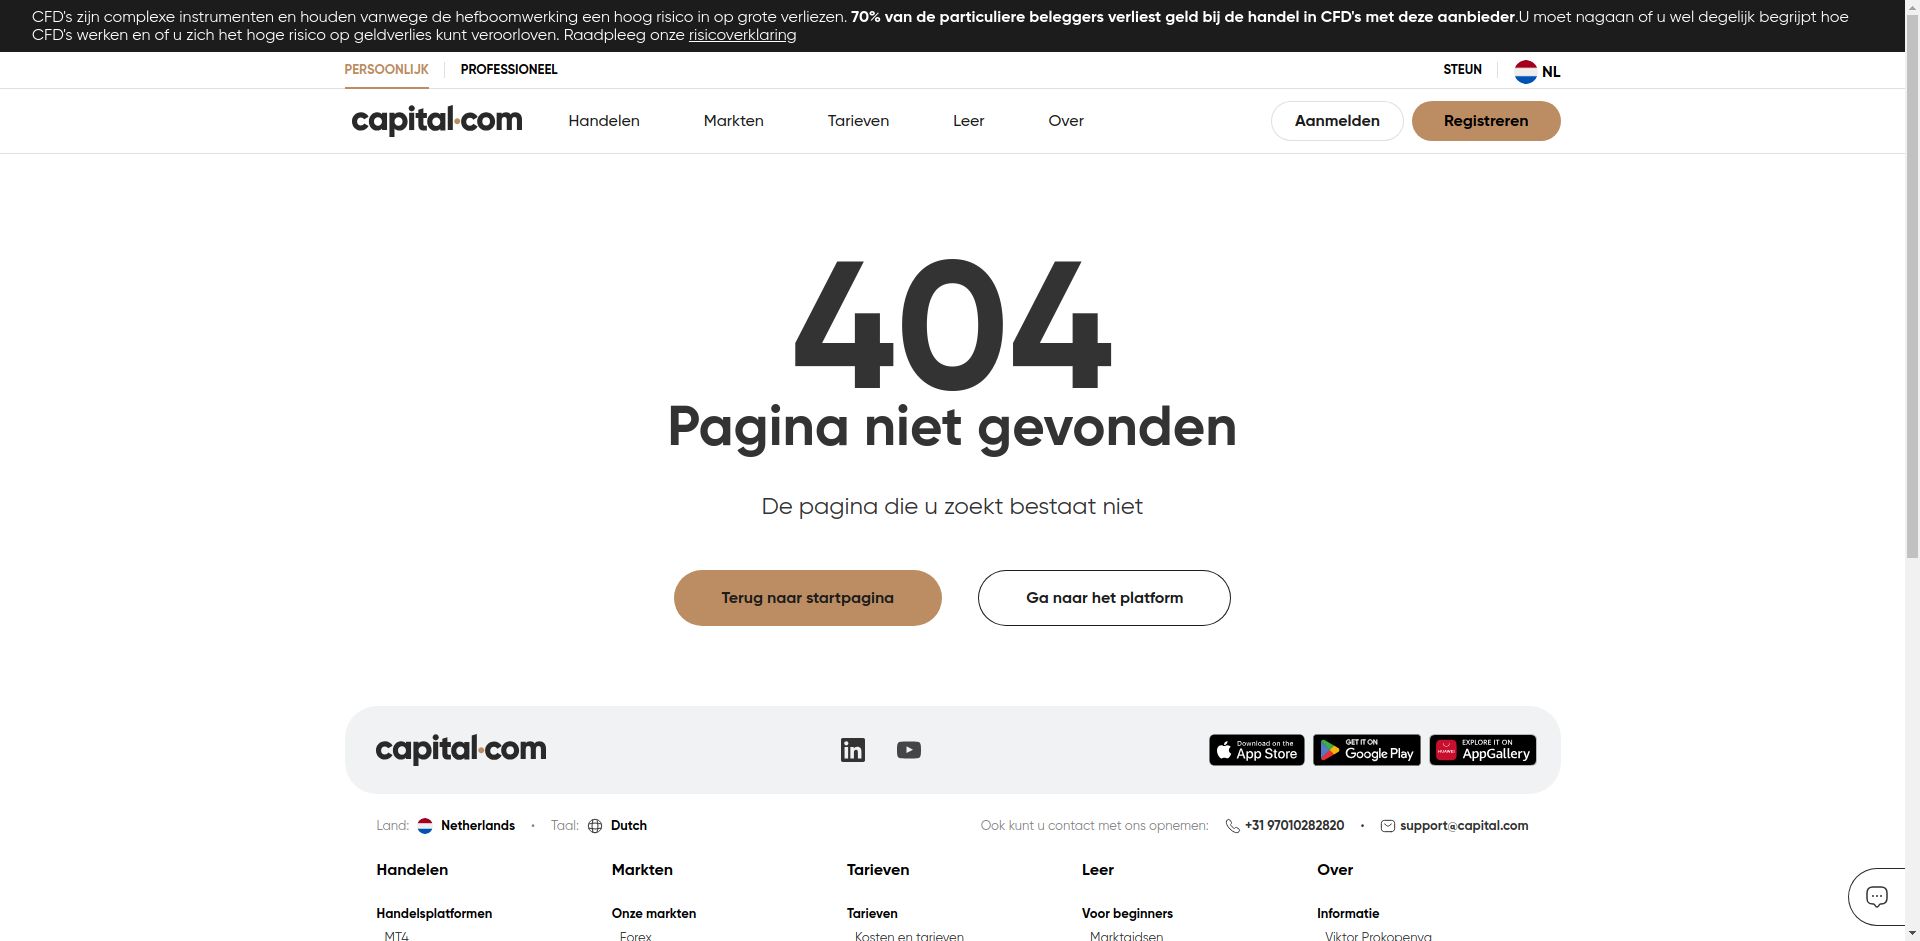 CFD's zijn complexe instrumenten en houden vanwege de hefboomwerking een hoog risico in op grote verliezen. 70% van de particuliere beleggers verliest geld bij de handel in CFD's met deze aanbieder.U moet nagaan of u wel degelijk begrijpt hoe
CFD's werken en of u zich het hoge risico op geldverlies kunt veroorloven. Raadpleeg onze risicoverklaring
PERSOONLIJK PROFESSIONEEL STEUN NL
capital.com Handelen Markten Tarieven Leer Over Aanmelden Registreren
404
Pagina niet gevonden
De pagina die u zoekt bestaat niet
Terug naar startpagina Ga naar het platform
capital.com in Download on the App Store GET IT ON Google Play HUAWEI EXPLORE IT ON AppGallery
Land: Netherlands • Taal: Dutch Ook kunt u contact met ons opnemen: +31 97010282820 • support@capital.com
Handelen Markten Tarieven Leer Over
Handelsplatformen Onze markten Tarieven Voor beginners Informatie
MT4 Forex Kosten en tarieven Marktgidsen Viktor Prokopenya